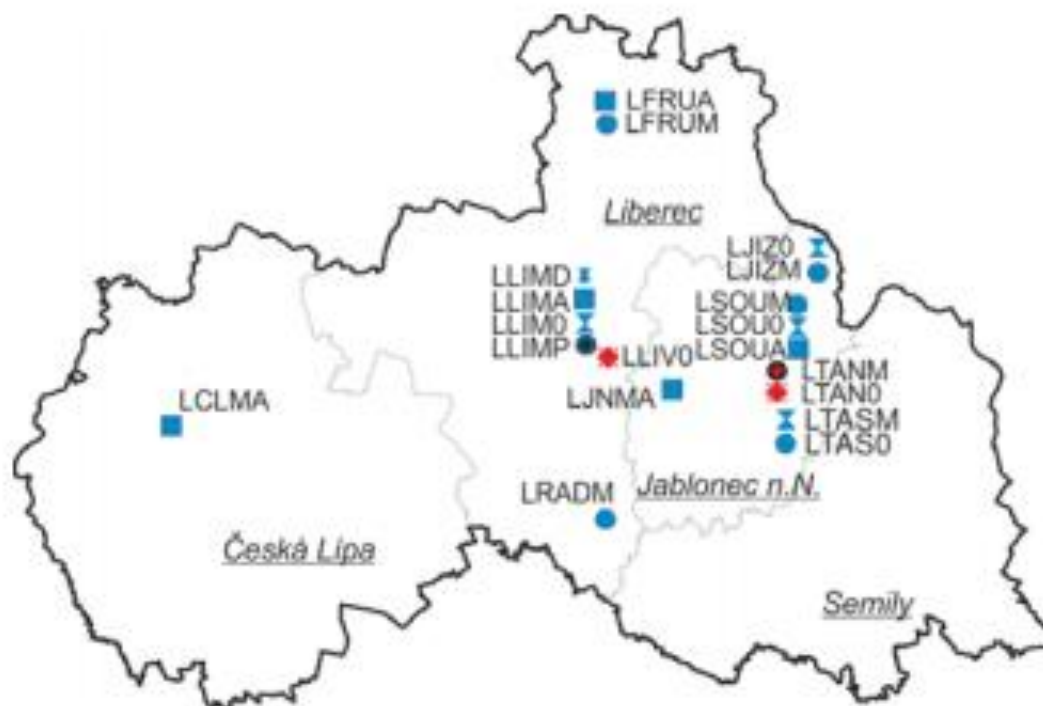 LFRUA
LFRUM
Liberec
LJIZ0
LJIZM
LLIMD
LLIMA
LLIM0
LLIMP
LLIV0
LSOUM
LSOU0
LSOUA
LTANM
LTAN0
LJNMA
LTASM
LTAS0
LCLMA
LRADM
Jablonec n.N.
Česká Lípa
Semily